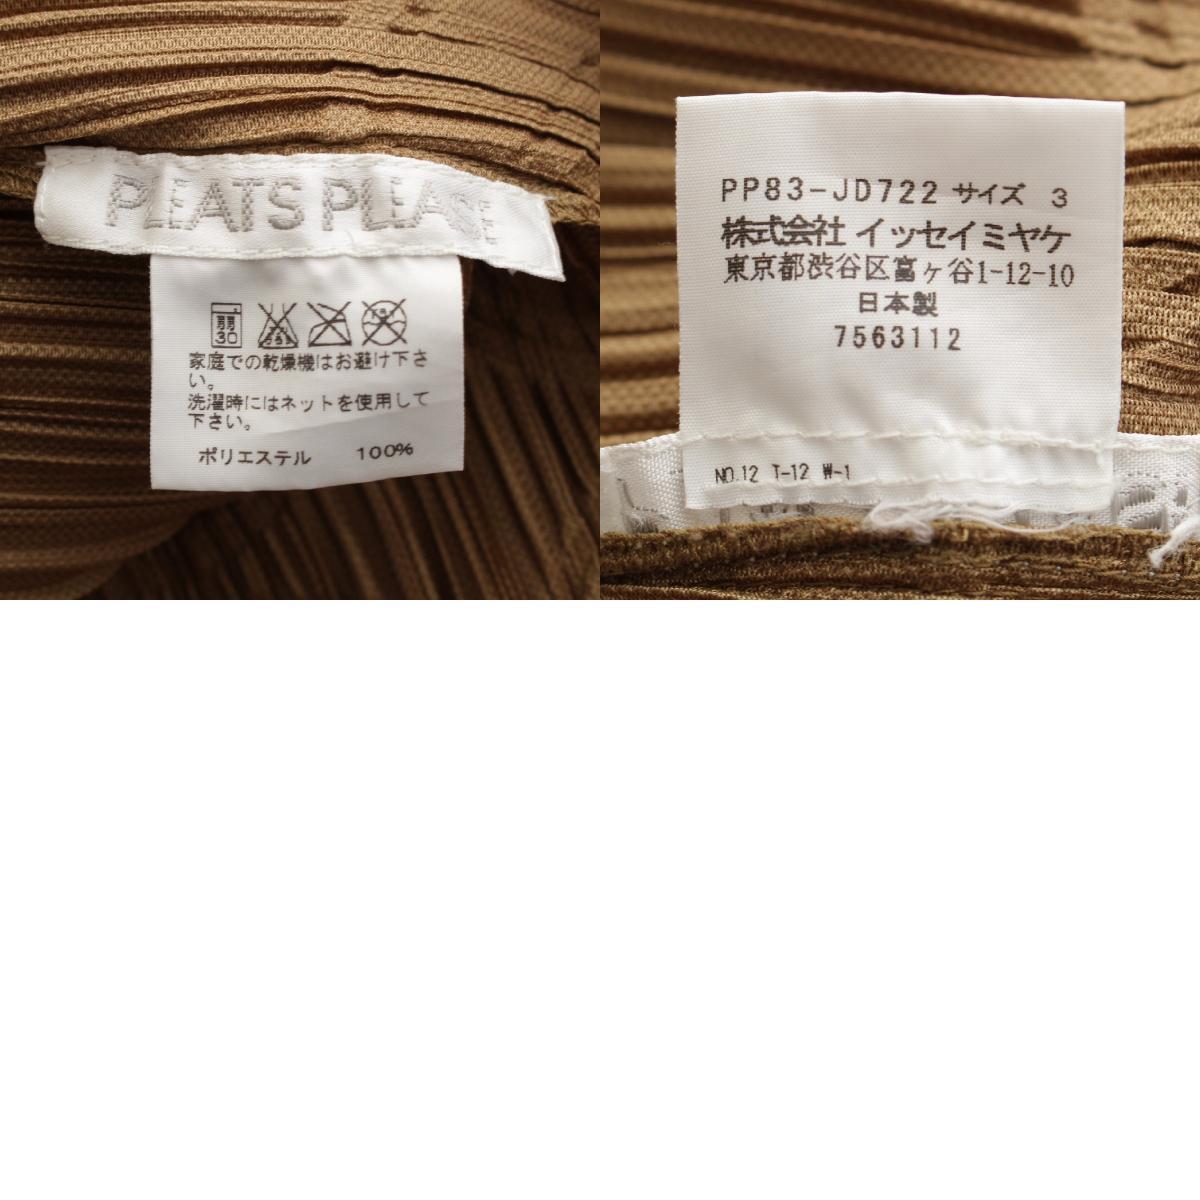 PLEATS PLEASE
弱
30
家庭での乾燥機はお避け下さ
い。
洗濯時にはネットを使用して
下さい。
ポリエステル 100%
PP83-JD722 サイズ 3
株式会社 イッセイミヤケ
東京都渋谷区富ヶ谷1-12-10
日本製
7563112
NO.12 T-12 W-1